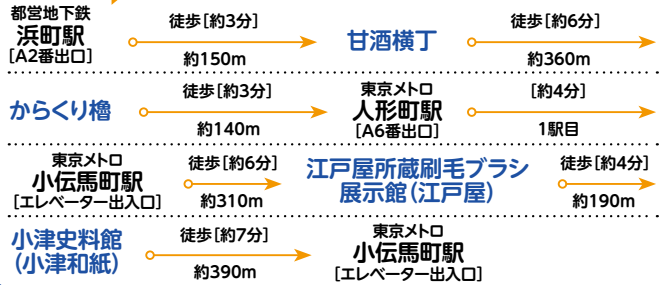 都営地下鉄
浜町駅
[A2番出口]
徒歩[約3分]
約150m
甘酒横丁
徒歩[約6分]
約360m
からくり櫓
徒歩[約3分]
約140m
東京メトロ
人形町駅
[A6番出口]
[約4分]
1駅目
東京メトロ
小伝馬町駅
[エレベーター出入口]
徒歩[約6分]
約310m
江戸屋所蔵刷毛ブラシ
展示館(江戸屋)
徒歩[約4分]
約190m
小津史料館
(小津和紙)
徒歩[約7分]
約390m
東京メトロ
小伝馬町駅
[エレベーター出入口]